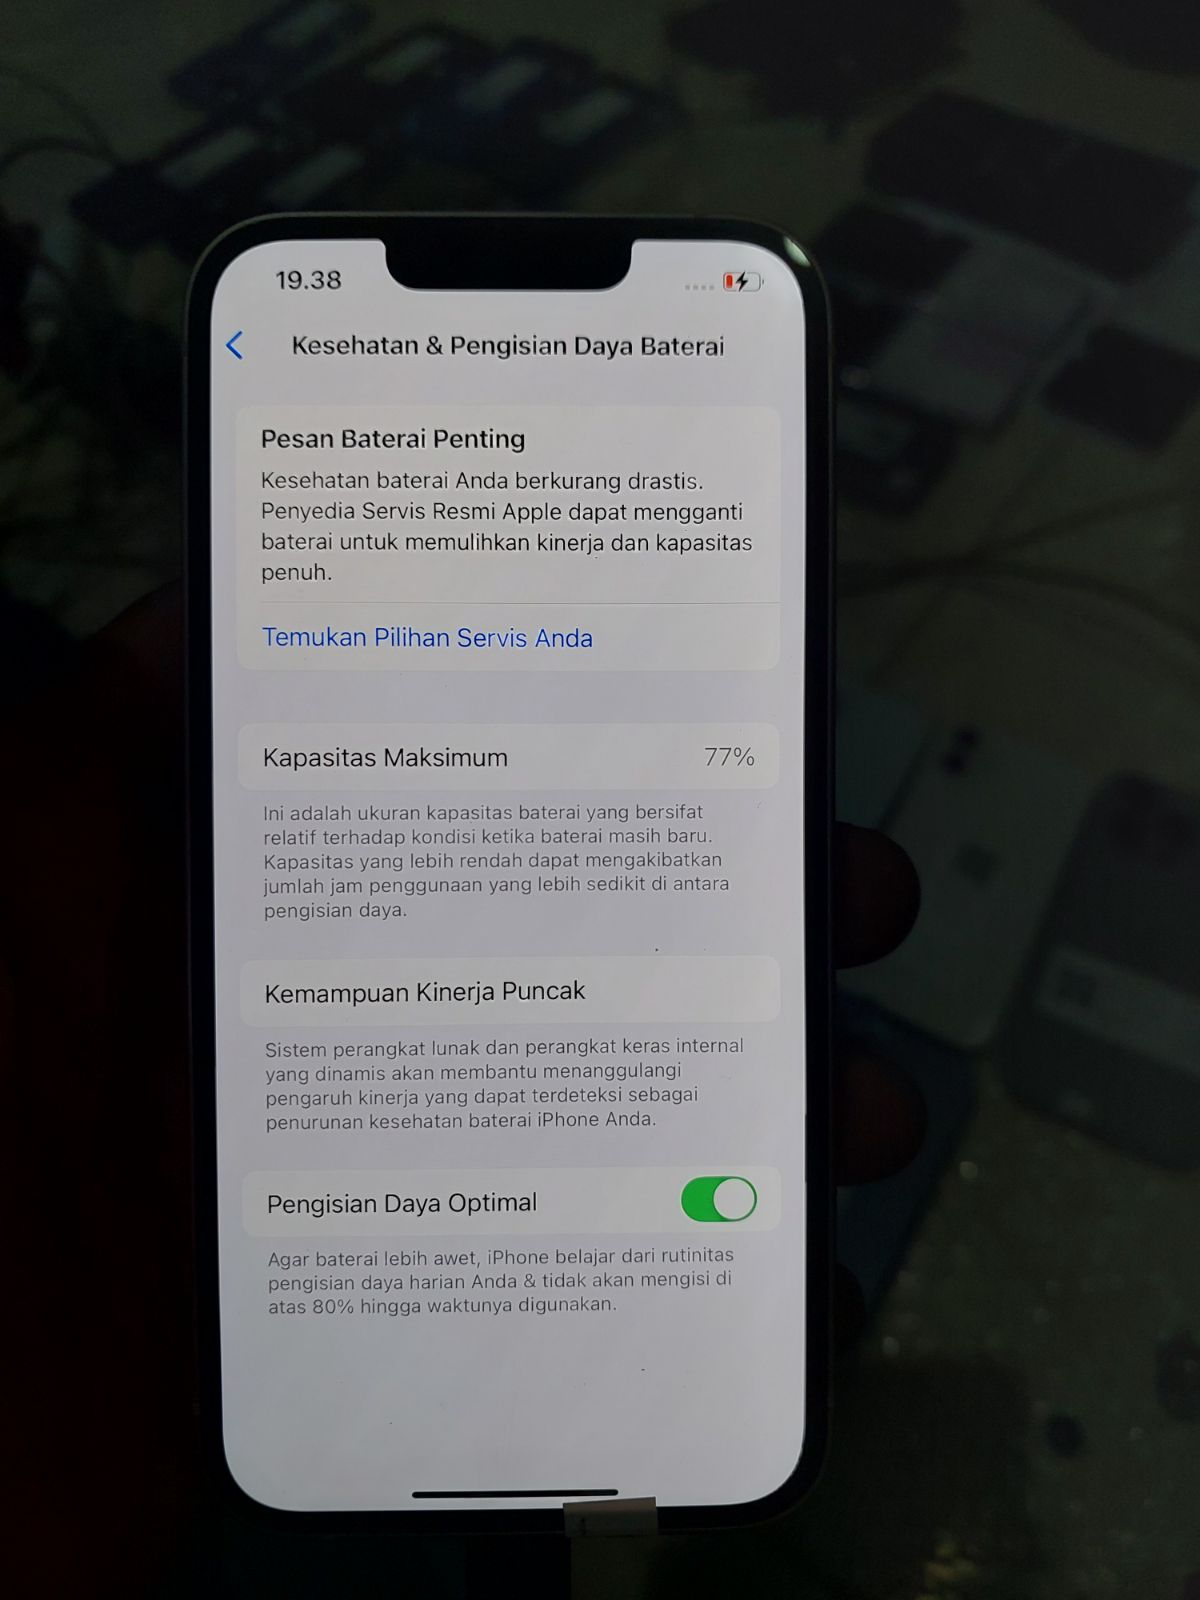 19.38
Kesehatan & Pengisian Daya Baterai
Pesan Baterai Penting
Kesehatan baterai Anda berkurang drastis.
Penyedia Servis Resmi Apple dapat mengganti
baterai untuk memulihkan kinerja dan kapasitas
penuh.
Temukan Pilihan Servis Anda
Kapasitas Maksimum 77%
Ini adalah ukuran kapasitas baterai yang bersifat
relatif terhadap kondisi ketika baterai masih baru.
Kapasitas yang lebih rendah dapat mengakibatkan
jumlah jam penggunaan yang lebih sedikit di antara
pengisian daya.
Kemampuan Kinerja Puncak
Sistem perangkat lunak dan perangkat keras internal
yang dinamis akan membantu menanggulangi
pengaruh kinerja yang dapat terdeteksi sebagai
penurunan kesehatan baterai iPhone Anda.
Pengisian Daya Optimal
Agar baterai lebih awet, iPhone belajar dari rutinitas
pengisian daya harian Anda & tidak akan mengisi di
atas 80% hingga waktunya digunakan.